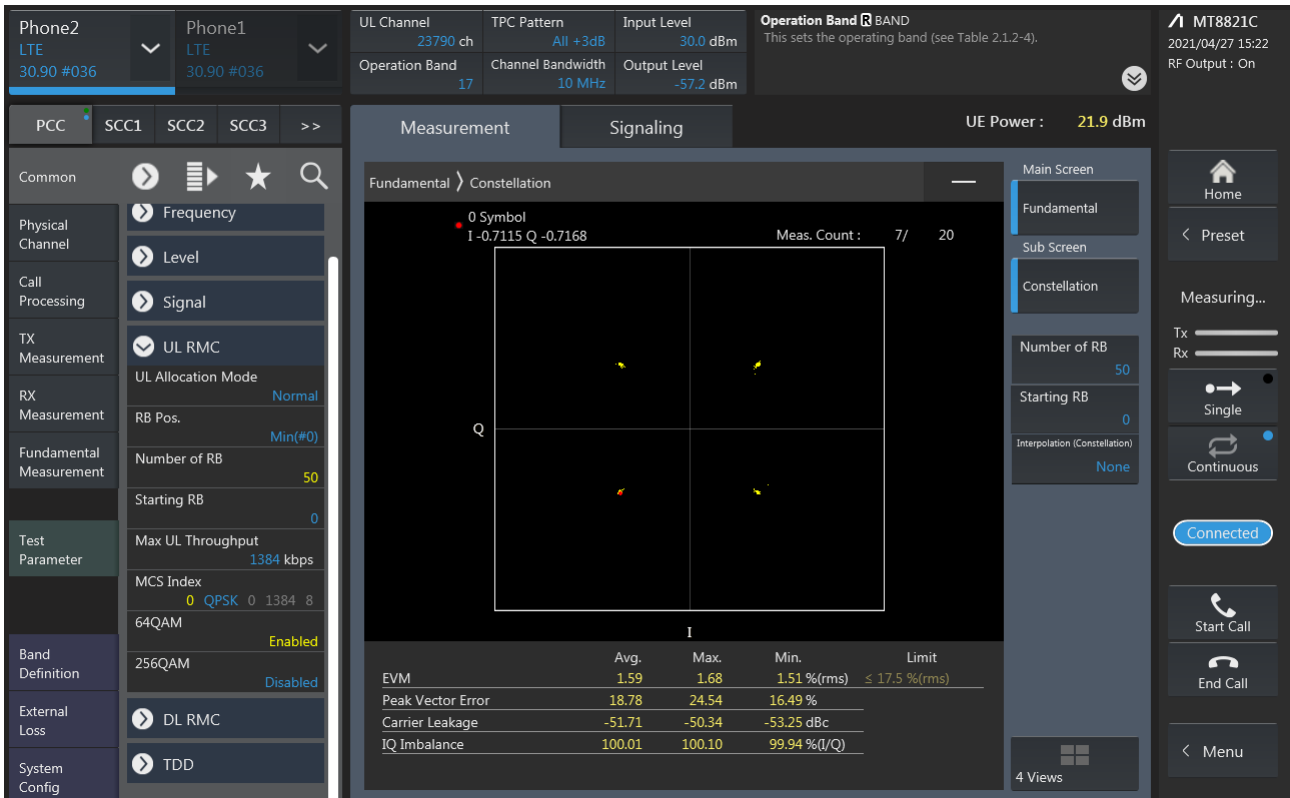 Phone2
LTE
30.90 #036
Phone1
LTE
30.90 #036
UL Channel
23790 ch
TPC Pattern
All +3dB
Input Level
30.0 dBm
Operation Band
17
Channel Bandwidth
10 MHz
Output Level
-57.2 dBm
Operation Band R BAND
This sets the operating band (see Table 2.1.2-4).
MT8821C
2021/04/27 15:22
RF Output : On
PCC
SCC1
SCC2
SCC3
>>
Measurement
Signaling
UE Power : 21.9 dBm
Common
Physical
Channel
Call
Processing
TX
Measurement
RX
Measurement
Fundamental
Measurement
Test
Parameter
Band
Definition
External
Loss
System
Config
Frequency
Level
Signal
UL RMC
UL Allocation Mode
Normal
RB Pos.
Min(#0)
Number of RB
50
Starting RB
0
Max UL Throughput
1384 kbps
MCS Index
0 QPSK 0 1384 8
64QAM
Enabled
256QAM
Disabled
DL RMC
TDD
Fundamental 〉 Constellation
0 Symbol
I -0.7115 Q -0.7168
Meas. Count : 7/ 20
Q
I
Avg. Max. Min. Limit
EVM 1.59 1.68 1.51 %(rms) ≤ 17.5 %(rms)
Peak Vector Error 18.78 24.54 16.49 %
Carrier Leakage -51.71 -50.34 -53.25 dBc
IQ Imbalance 100.01 100.10 99.94 %(I/Q)
Main Screen
Fundamental
Sub Screen
Constellation
Number of RB
50
Starting RB
0
Interpolation (Constellation)
None
4 Views
Home
< Preset
Measuring...
Tx
Rx
Single
Continuous
Connected
Start Call
End Call
< Menu